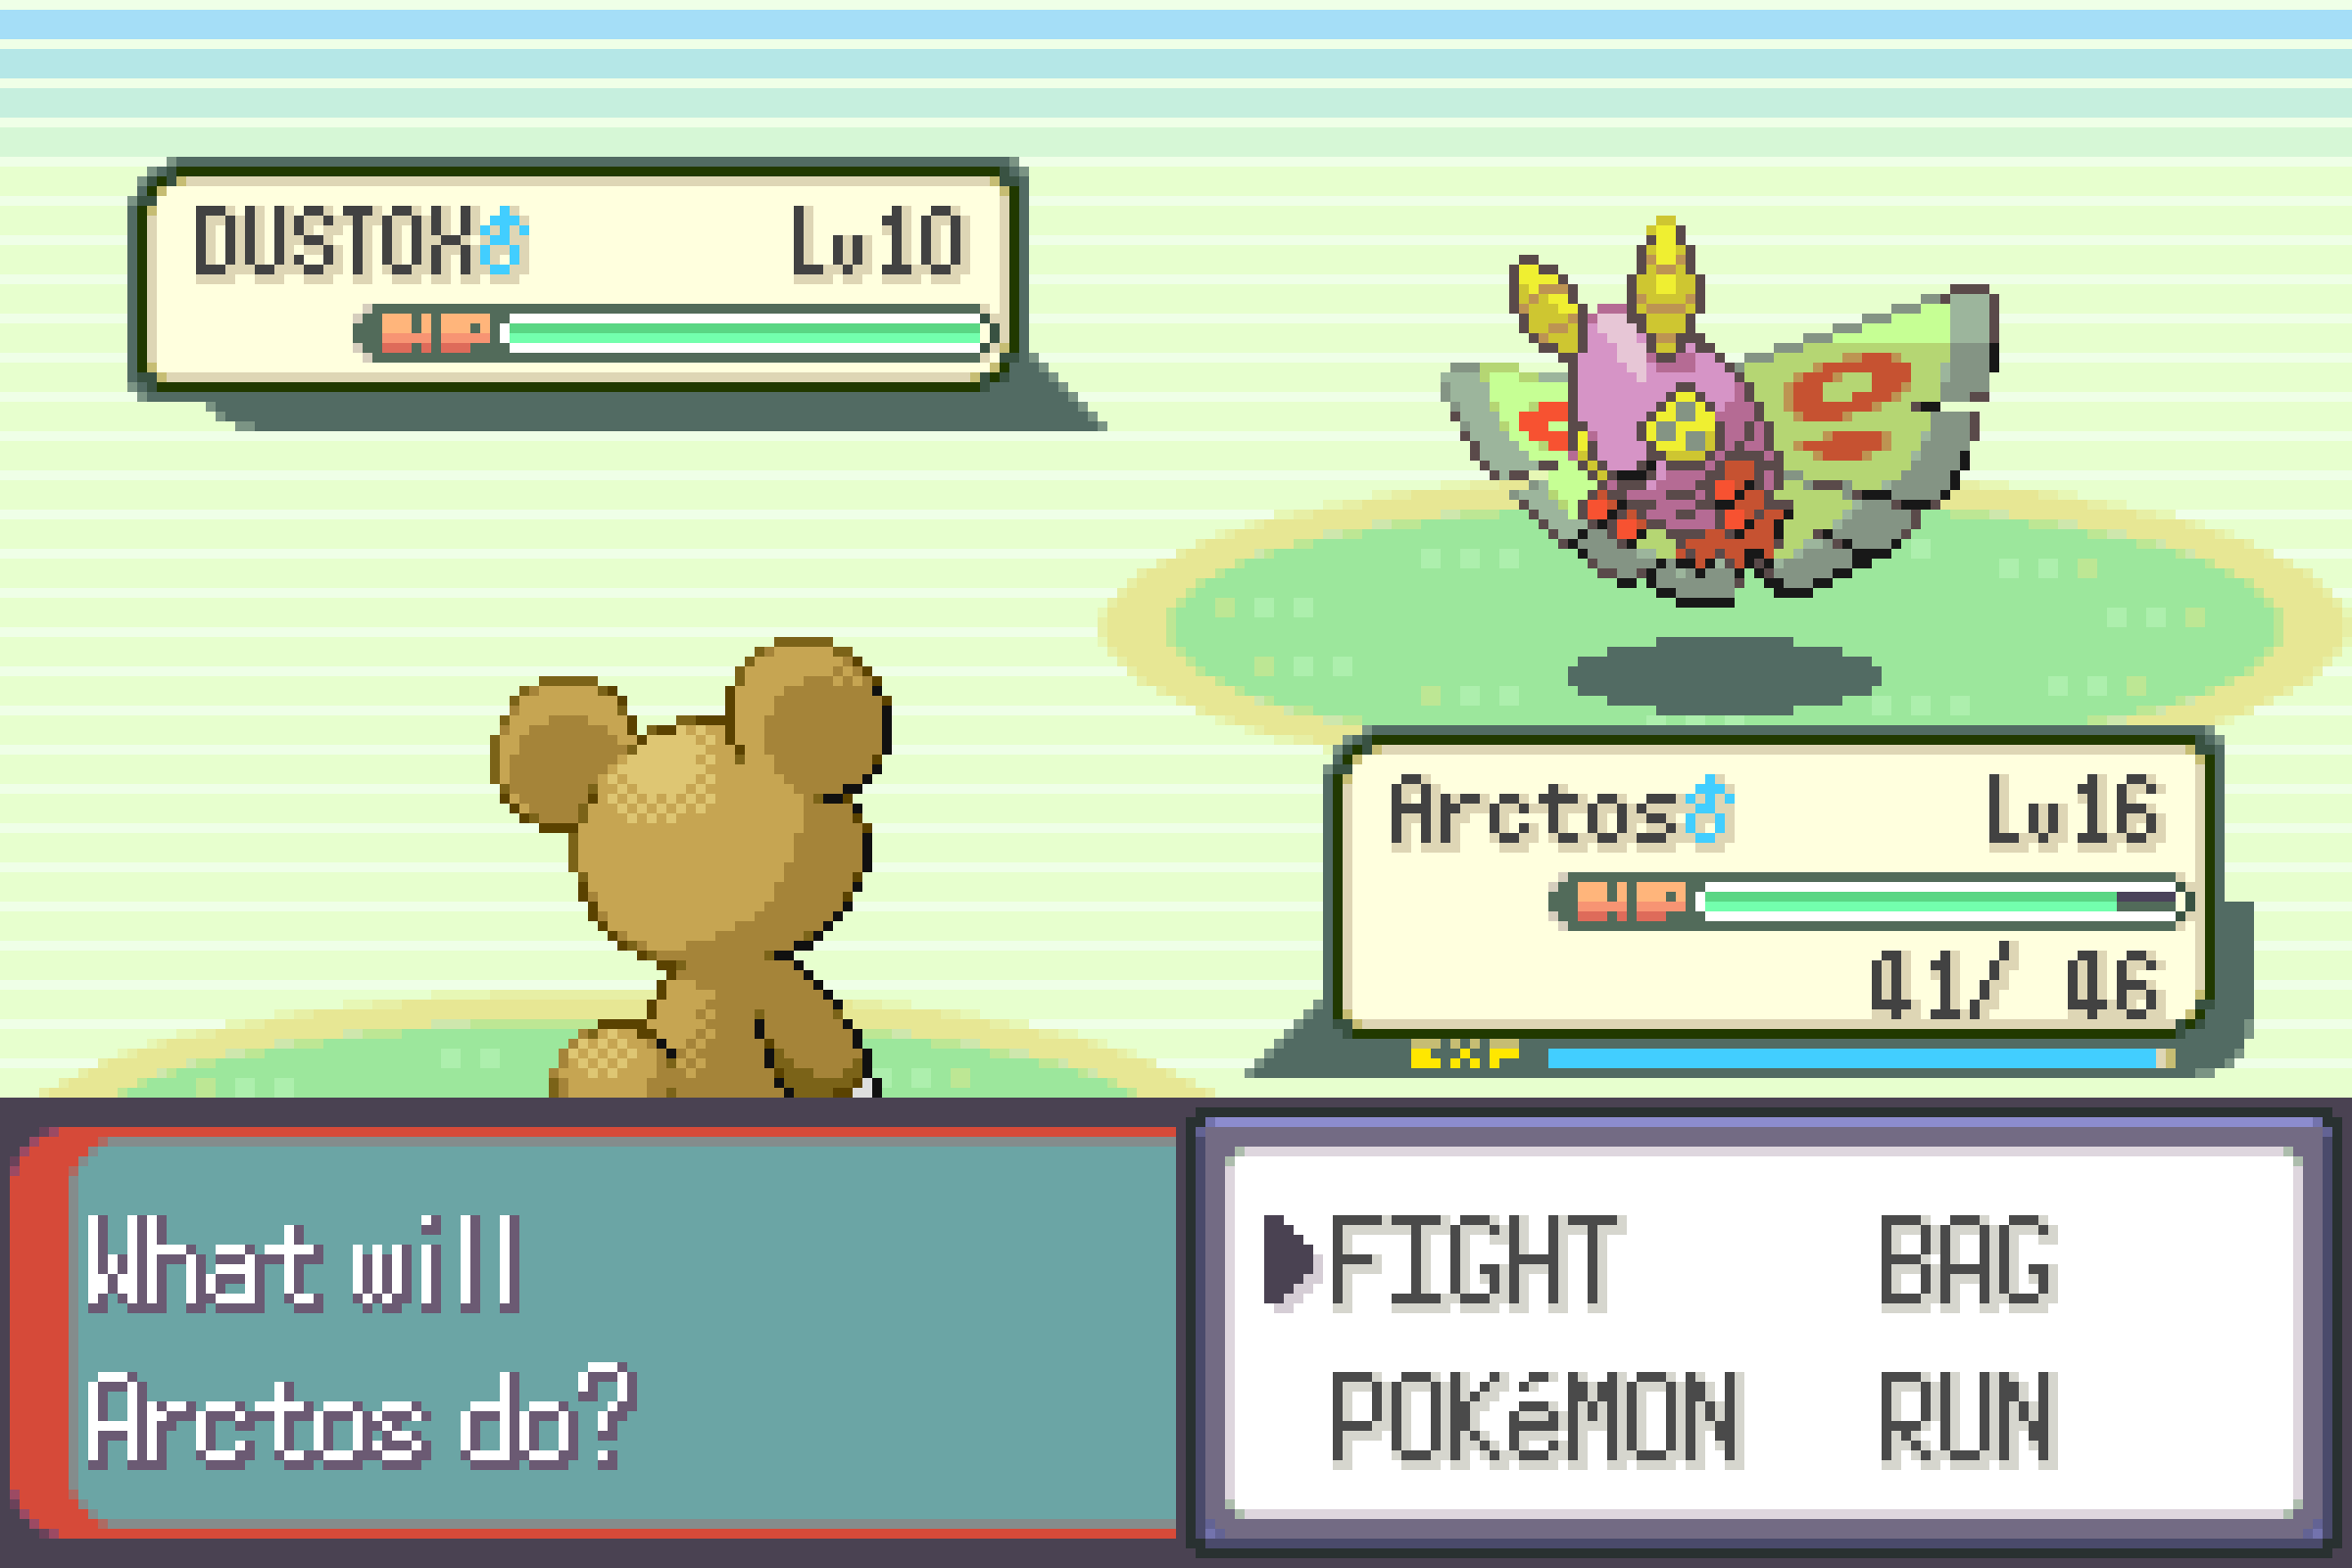 DUSTOX♂ Lv10
HP
Arctos♂ Lv16
HP
41/ 46
EXP
What will
Arctos do?
FIGHT BAG
POKéMON RUN